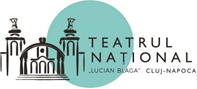 TEATRUL
NAȚIONAL
„LUCIAN BLAGA” CLUJ-NAPOCA